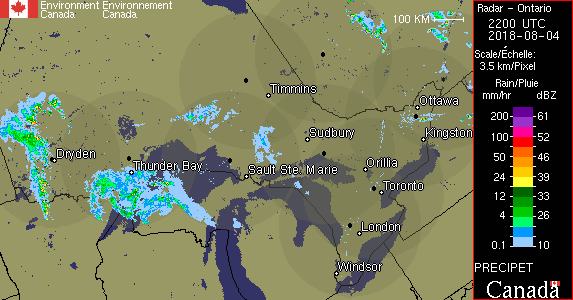 Environment Environnement
Canada Canada
100 KM
Timmins
Ottawa
Sudbury
Kingston
Dryden
Thunder Bay
Sault Ste. Marie
Orillia
Toronto
London
Windsor
Radar - Ontario
2200 UTC
2018-08-04
Scale/Échelle:
3.5 km/Pixel
Rain/Pluie
mm/hr dBZ
200 61
100 52
50 46
24 39
12 33
4 26
0.1 10
PRECIPET
Canada